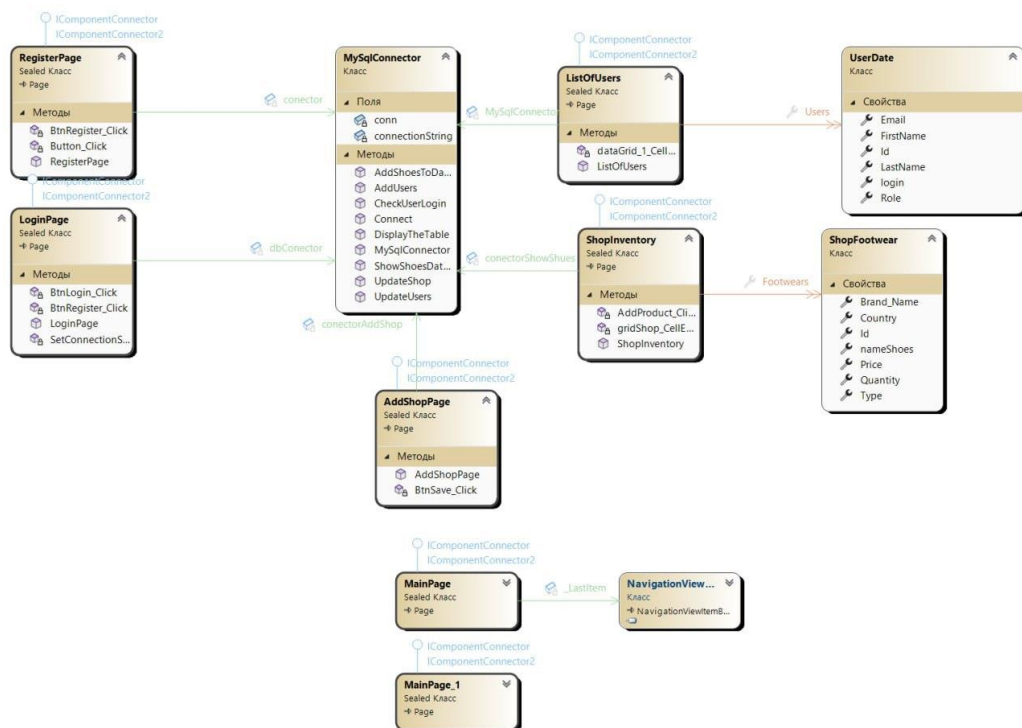 IComponentConnector
IComponentConnector2
RegisterPage
Sealed Класс
Page
Методы
BtnRegister_Click
Button_Click
RegisterPage
conector
MySqlConnector
Класс
Поля
conn
connectionString
Методы
AddShoesToDa...
AddUsers
CheckUserLogin
Connect
DisplayTheTable
MySqlConnector
ShowShoesDat...
UpdateShop
UpdateUsers
IComponentConnector
IComponentConnector2
ListOfUsers
Sealed Класс
Page
Методы
dataGrid_1_Cell...
ListOfUsers
MySqlConnector
Users
UserDate
Класс
Свойства
Email
FirstName
Id
LastName
login
Role
IComponentConnector
IComponentConnector2
LoginPage
Sealed Класс
Page
Методы
BtnLogin_Click
BtnRegister_Click
LoginPage
SetConnectionS...
dbConector
IComponentConnector
IComponentConnector2
ShopInventory
Sealed Класс
Page
Методы
AddProduct_Cli...
gridShop_CellE...
ShopInventory
conectorShowShues
Footwears
ShopFootwear
Класс
Свойства
Brand_Name
Country
Id
nameShoes
Price
Quantity
Type
conectorAddShop
IComponentConnector
IComponentConnector2
AddShopPage
Sealed Класс
Page
Методы
AddShopPage
BtnSave_Click
IComponentConnector
IComponentConnector2
MainPage
Sealed Класс
Page
_LastItem
NavigationView...
Класс
NavigationViewItemB...
IComponentConnector
IComponentConnector2
MainPage_1
Sealed Класс
Page